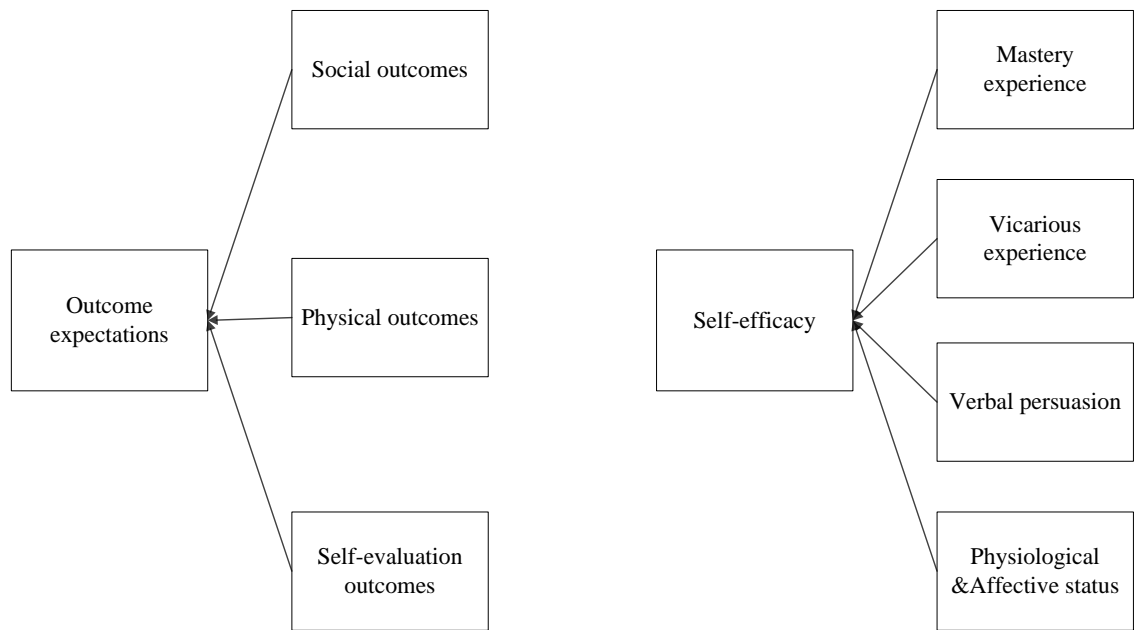 Social outcomes
Outcome
expectations
Physical outcomes
Self-evaluation
outcomes
Mastery
experience
Vicarious
experience
Self-efficacy
Verbal persuasion
Physiological
&Affective status